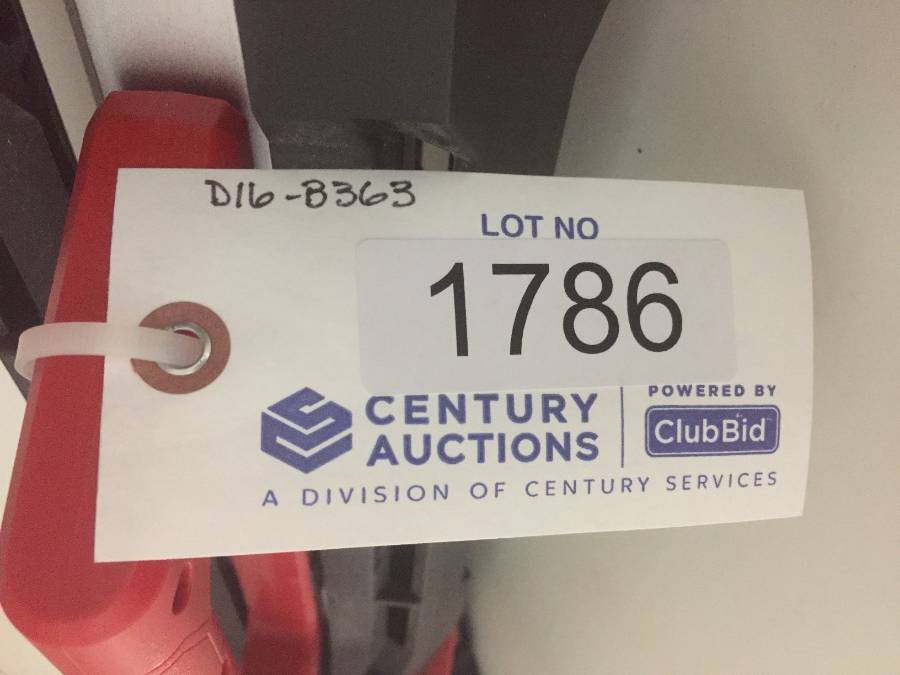 D16-B363
LOT NO
1786
CENTURY
AUCTIONS
POWERED BY
ClubBid
A DIVISION OF CENTURY SERVICES